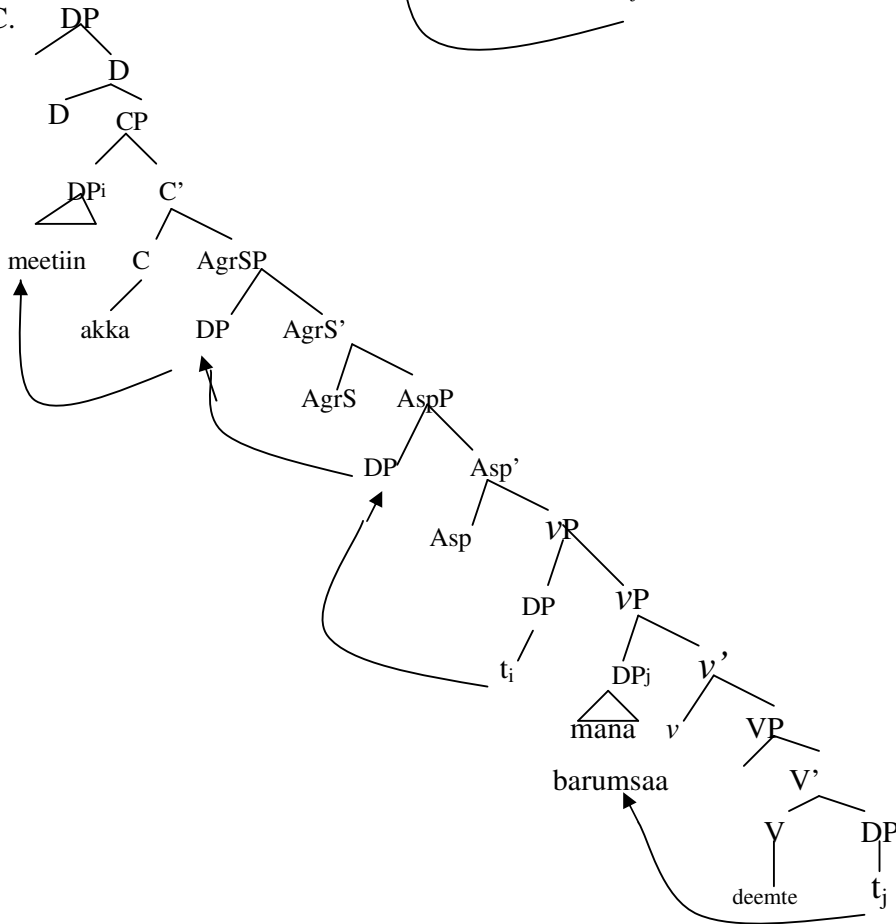 C. DP
D
D CP
DPi C’
meetiin C AgrSP
akka DP AgrS’
AgrS AspP
DP Asp’
Asp vP
DP vP
ti DPj v’
mana v VP
barumsaa V’
V DP
deemte tj